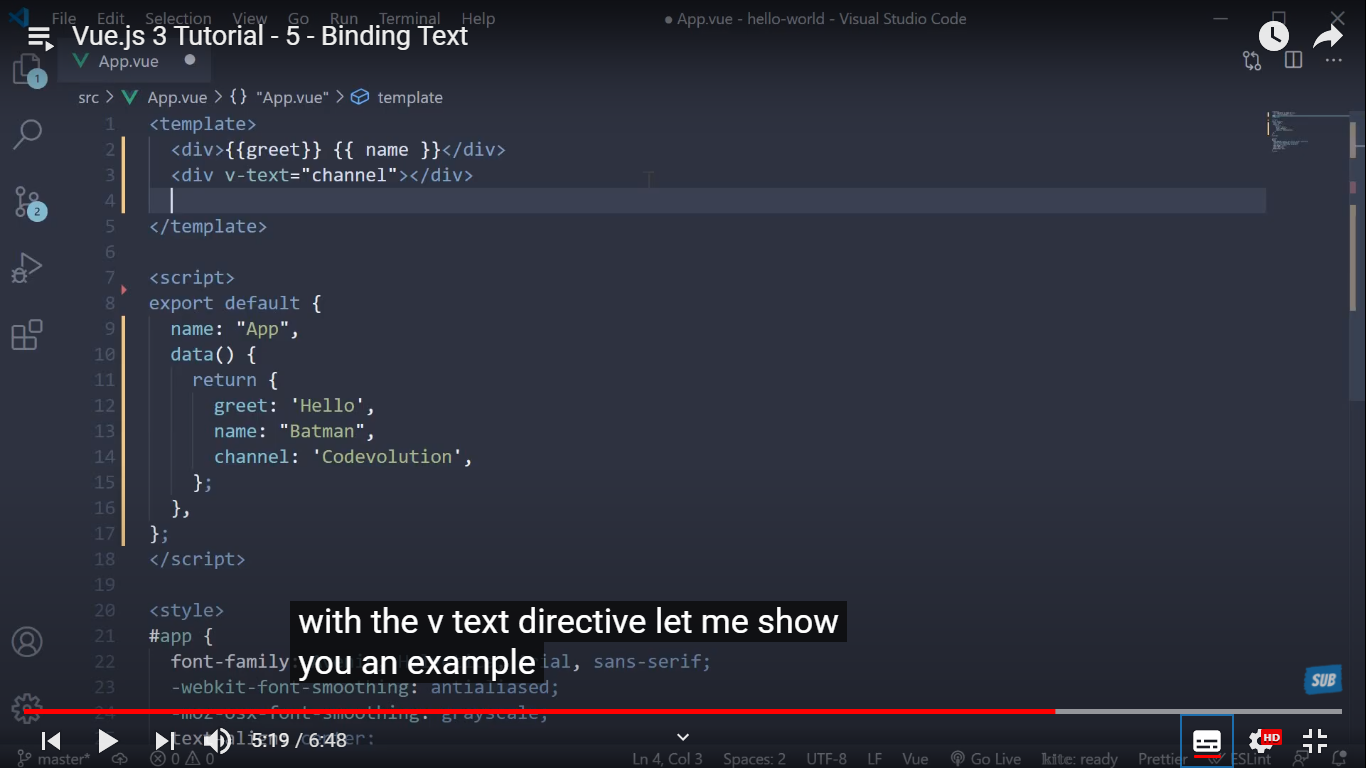 File Edit Selection View Go Run Terminal Help
● App.vue - hello-world - Visual Studio Code
Vue.js 3 Tutorial - 5 - Binding Text
App.vue
1
src > App.vue > {} "App.vue" > template
1 <template>
2 <div>{{greet}} {{ name }}</div>
3 <div v-text="channel"></div>
4
2
5 </template>
6
7 <script>
8 export default {
9 name: "App",
10 data() {
11 return {
12 greet: 'Hello',
13 name: "Batman",
14 channel: 'Codevolution',
15 };
16 },
17 };
18 </script>
19
20 <style>
21 #app {
with the v text directive let me show
22 font-family: ial, sans-serif;
you an example
23 -webkit-font-smoothing: antialiased;
SUB
24 -moz-osx-font-smoothing: grayscale;
text-align: center;
5:19 / 6:48
HD
master* 0 0
Ln 4, Col 3 Spaces: 2 UTF-8 LF Vue Go Live kite: ready Prettier ESLint